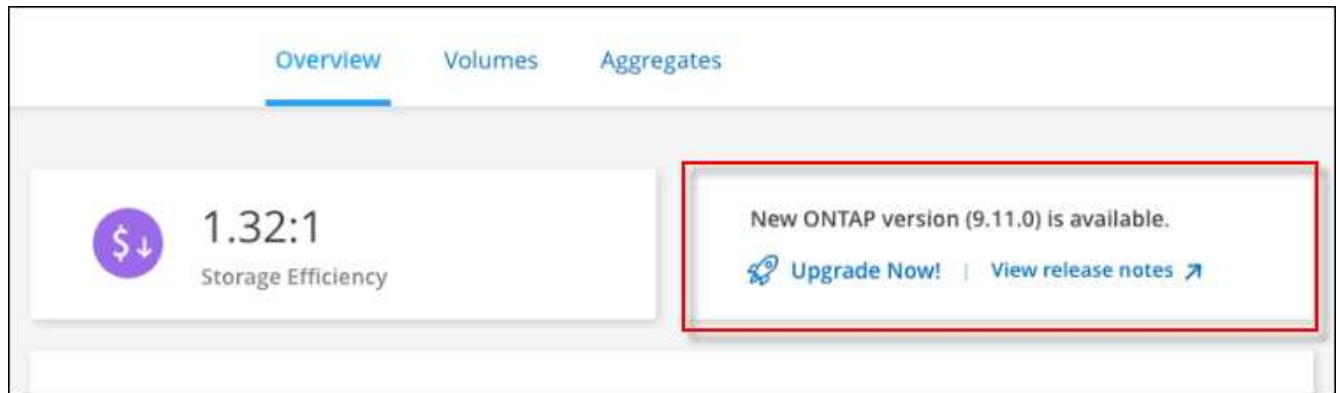 Overview Volumes Aggregates
1.32:1
Storage Efficiency
New ONTAP version (9.11.0) is available.
Upgrade Now! | View release notes